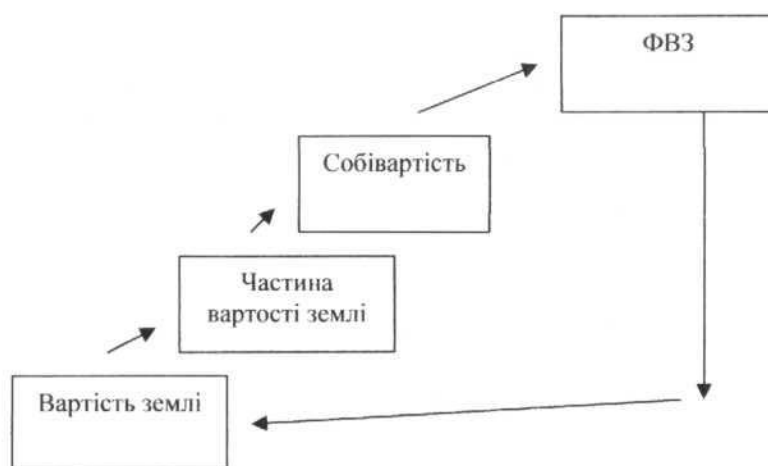 ФВЗ
Собівартість
Частина
вартості землі
Вартість землі